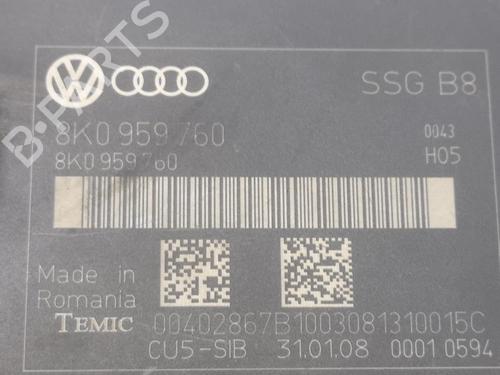 SSG B8
8K0 959 760
0043
8K0 959 760
H05
Made in
Romania
TEMIC
00402867B1003081310015C
CU5-SIB 31.01.08 0001 0594
B-PARTS